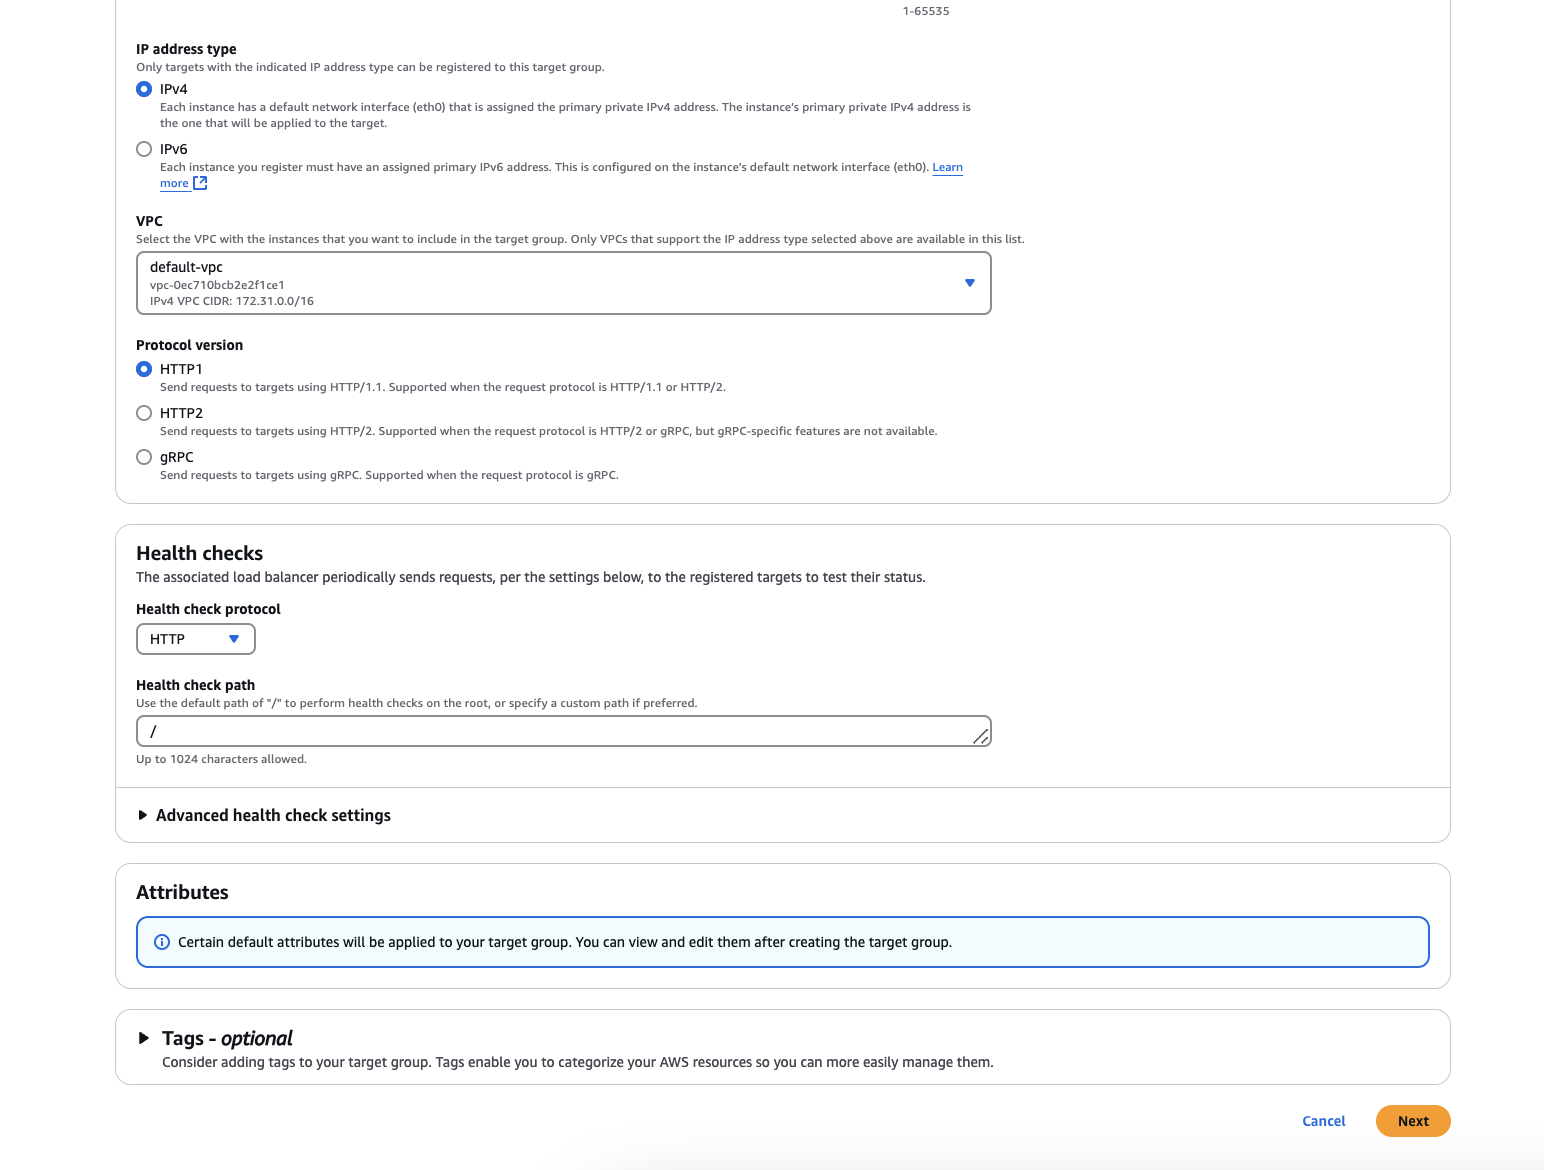 1-65535
IP address type
Only targets with the indicated IP address type can be registered to this target group.
IPv4
Each instance has a default network interface (eth0) that is assigned the primary private IPv4 address. The instance's primary private IPv4 address is
the one that will be applied to the target.
IPv6
Each instance you register must have an assigned primary IPv6 address. This is configured on the instance's default network interface (eth0). Learn
more
VPC
Select the VPC with the instances that you want to include in the target group. Only VPCs that support the IP address type selected above are available in this list.
default-vpc
vpc-0ec710bcb2e2f1ce1
IPv4 VPC CIDR: 172.31.0.0/16
Protocol version
HTTP1
Send requests to targets using HTTP/1.1. Supported when the request protocol is HTTP/1.1 or HTTP/2.
HTTP2
Send requests to targets using HTTP/2. Supported when the request protocol is HTTP/2 or gRPC, but gRPC-specific features are not available.
gRPC
Send requests to targets using gRPC. Supported when the request protocol is gRPC.
Health checks
The associated load balancer periodically sends requests, per the settings below, to the registered targets to test their status.
Health check protocol
HTTP
Health check path
Use the default path of "/" to perform health checks on the root, or specify a custom path if preferred.
/
Up to 1024 characters allowed.
Advanced health check settings
Attributes
Certain default attributes will be applied to your target group. You can view and edit them after creating the target group.
Tags - optional
Consider adding tags to your target group. Tags enable you to categorize your AWS resources so you can more easily manage them.
Cancel Next